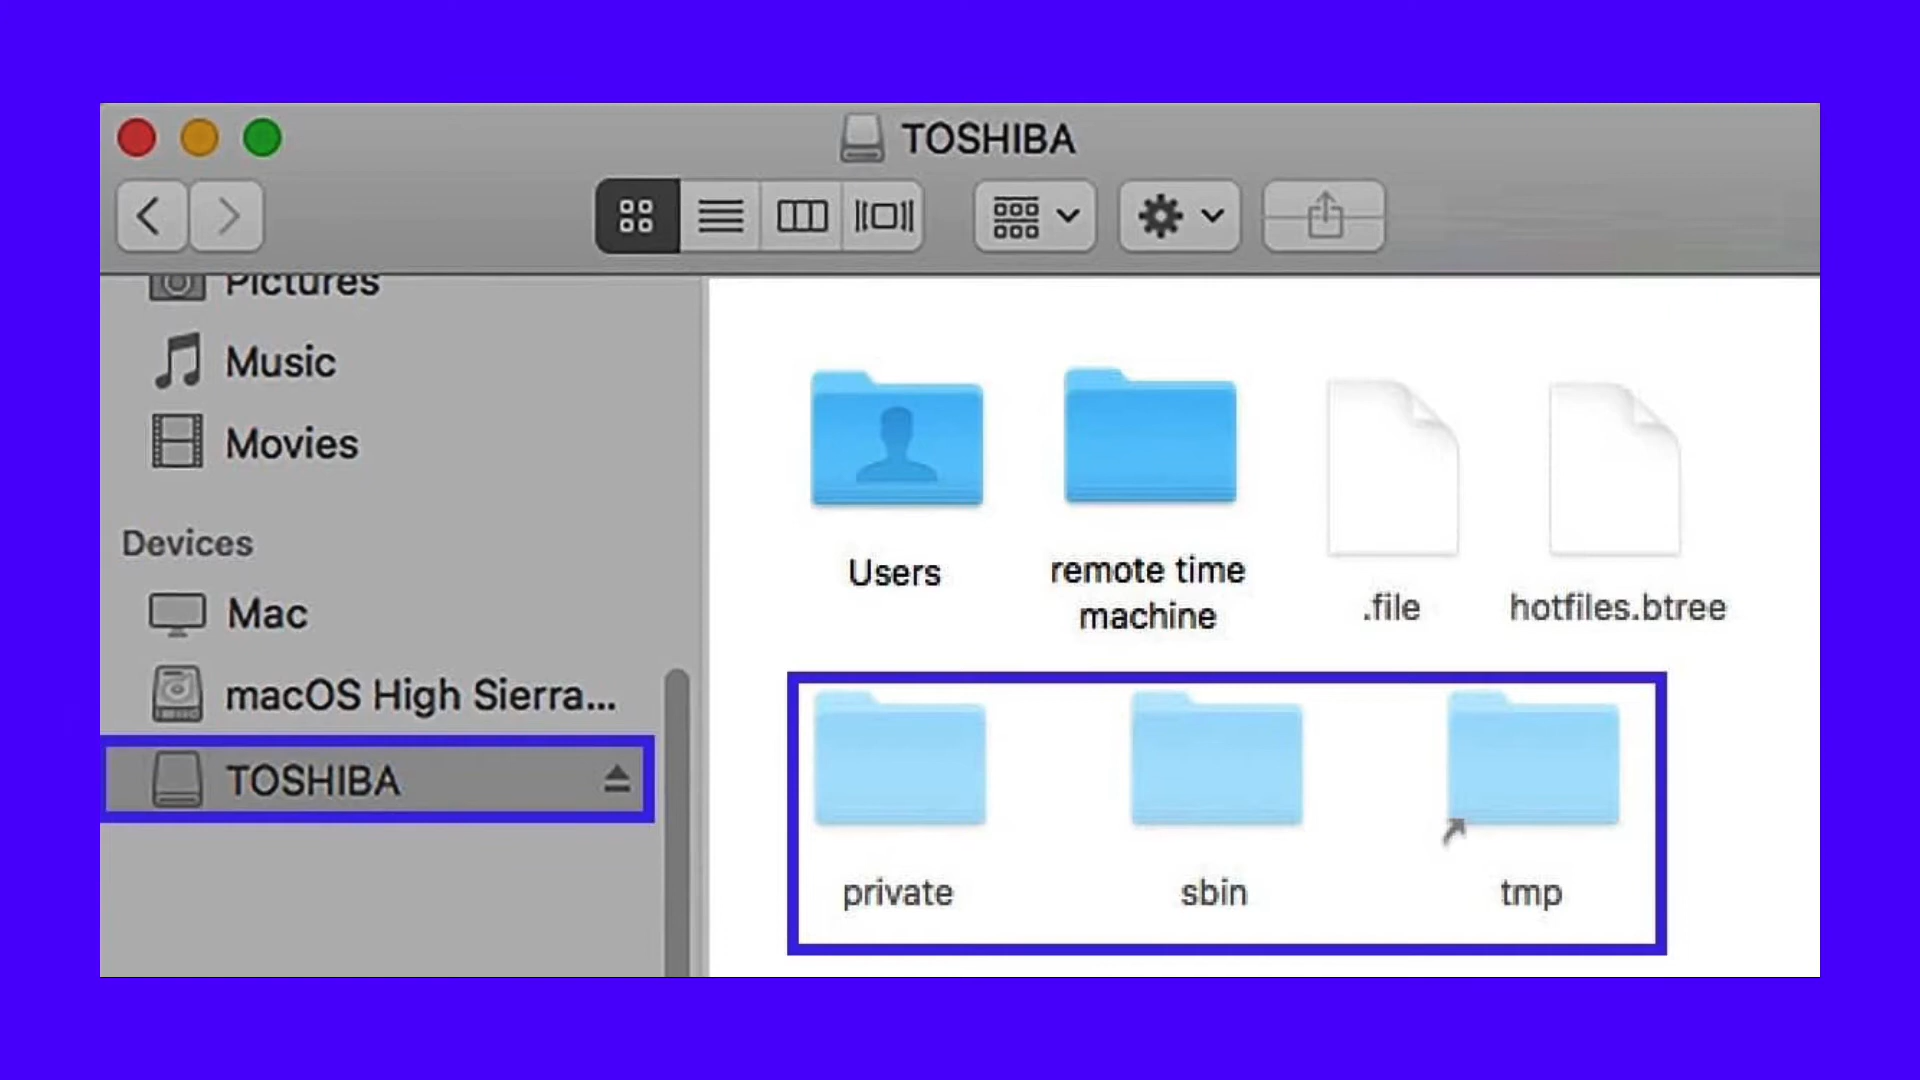 TOSHIBA
Pictures
Music
Movies
Devices
Mac
macOS High Sierra...
TOSHIBA
Users
remote time
machine
.file
hotfiles.btree
private
sbin
tmp